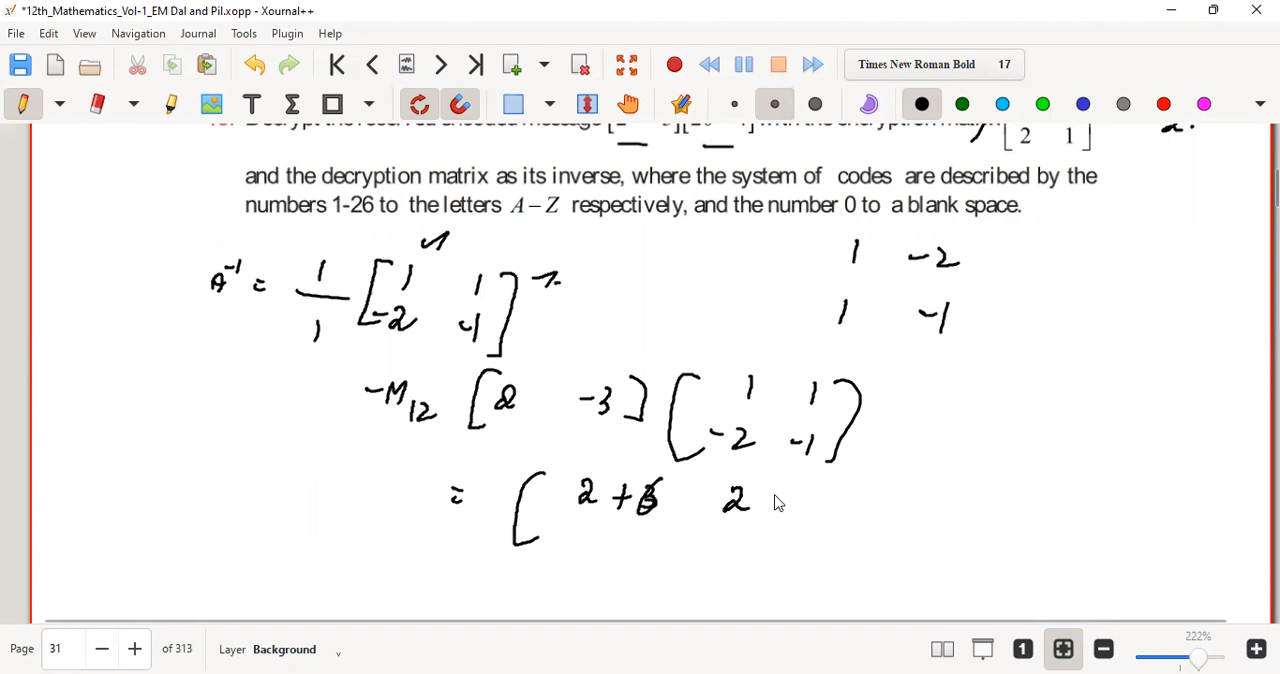 *12th_Mathematics_Vol-1_EM Dal and Pil.xopp - Xournal++
File Edit View Navigation Journal Tools Plugin Help
Times New Roman Bold 17
[2 1]
and the decryption matrix as its inverse, where the system of codes are described by the
numbers 1-26 to the letters A – Z respectively, and the number 0 to a blank space.
1 -2
A⁻¹ = 1/1 [1 1
-2 -1]
1 -1
-M12 [2 -3] [1 1
-2 -1]
= [ 2 + 6 2
Page 31 of 313 Layer Background 222%